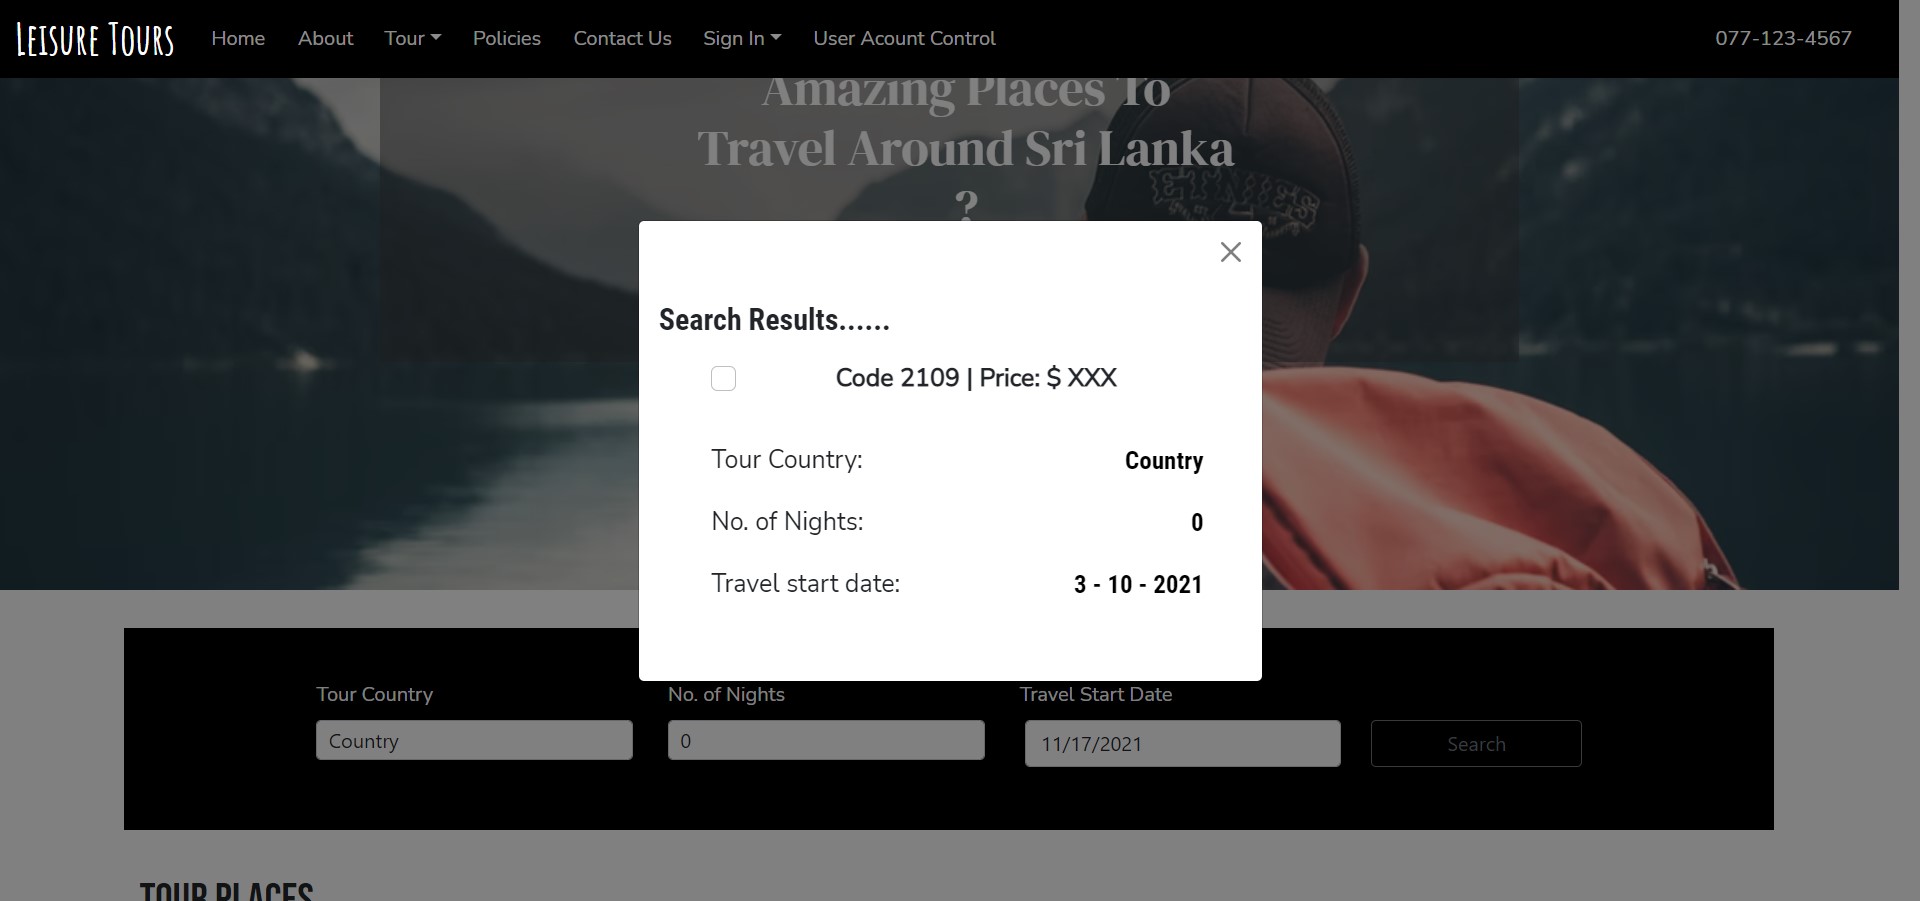 Leisure Tours Home About Tour Policies Contact Us Sign In User Acount Control 077-123-4567
Amazing Places To
Travel Around Sri Lanka
?
ETNIES
Search Results......
Code 2109 | Price: $ XXX
Tour Country: Country
No. of Nights: 0
Travel start date: 3 - 10 - 2021
Tour Country No. of Nights Travel Start Date
Country 0 11/17/2021 Search
TOUR PLACES